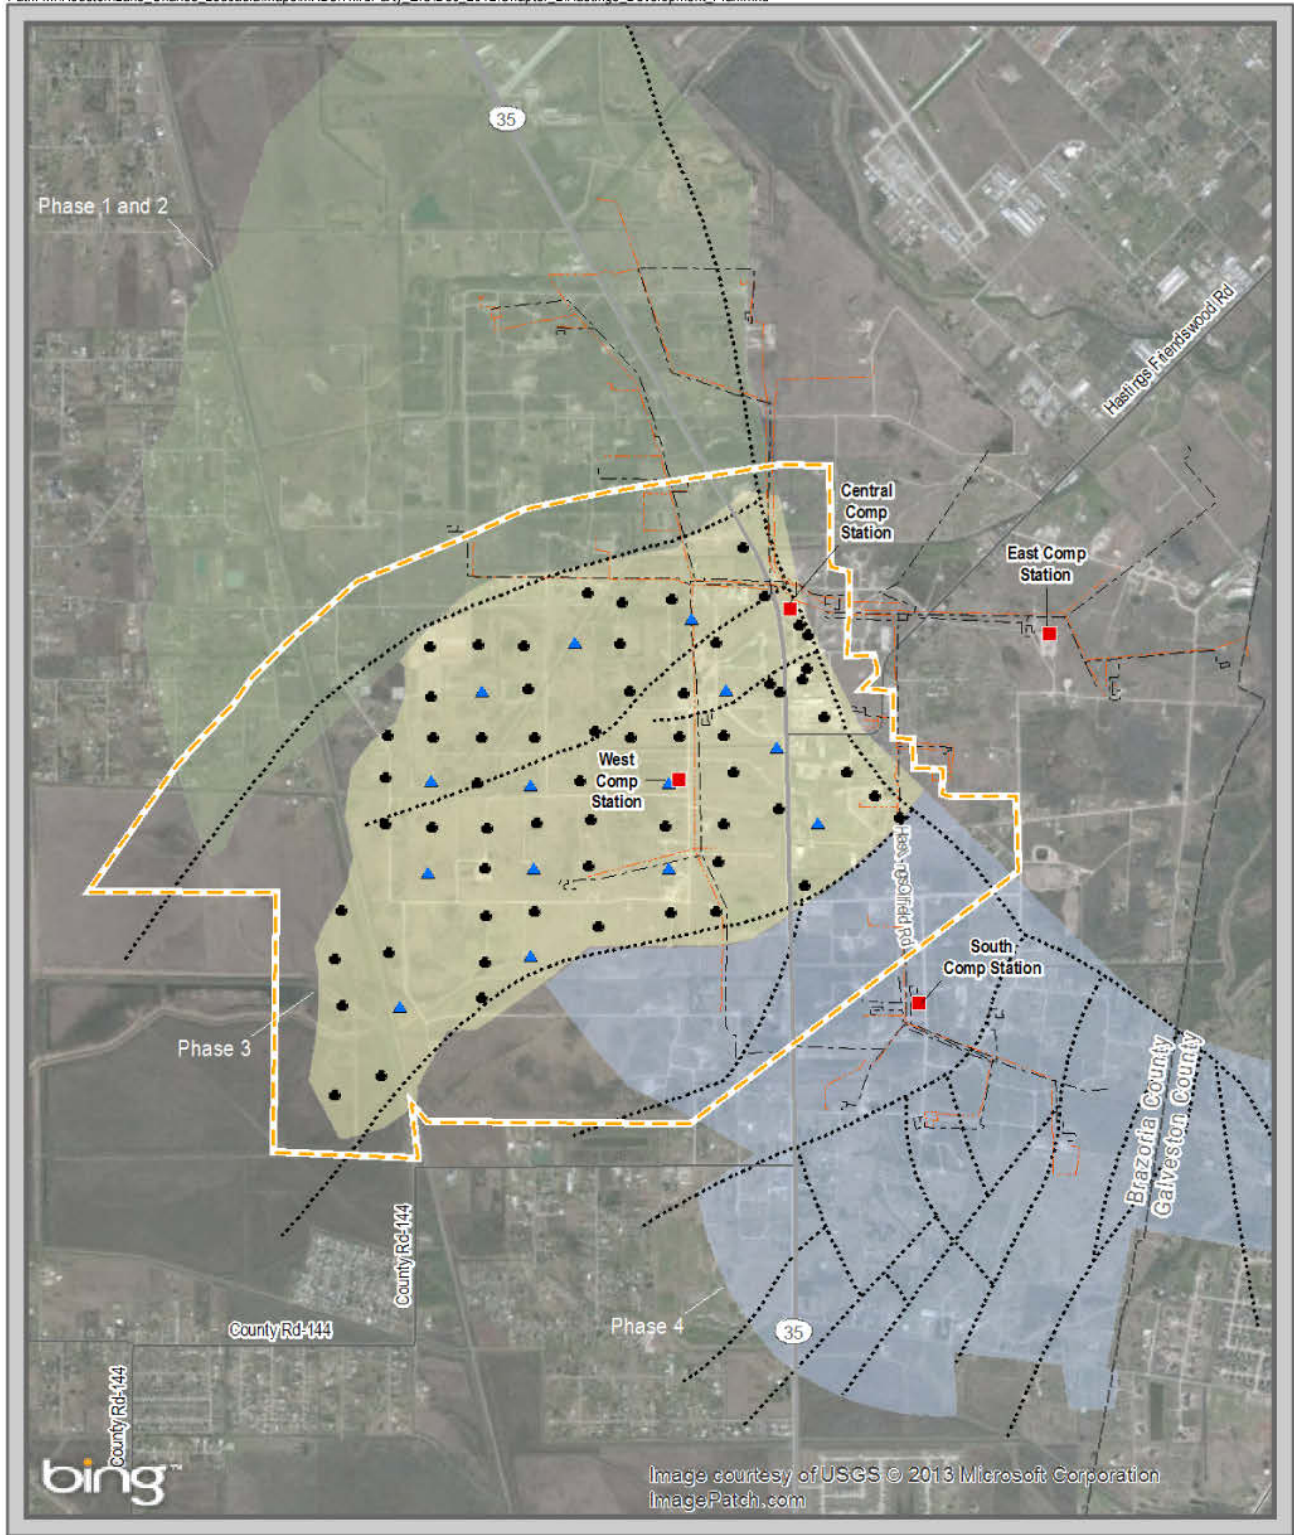 35
Phase 1 and 2
Hastings Friendswood Rd
Central
Comp
Station
East Comp
Station
West
Comp
Station
South
Comp Station
Phase 3
Brazoria County
Galveston County
County Rd-144
Phase 4
35
County Rd-144
County Rd-144
bing™
Image courtesy of USGS © 2013 Microsoft Corporation
ImagePatch.com